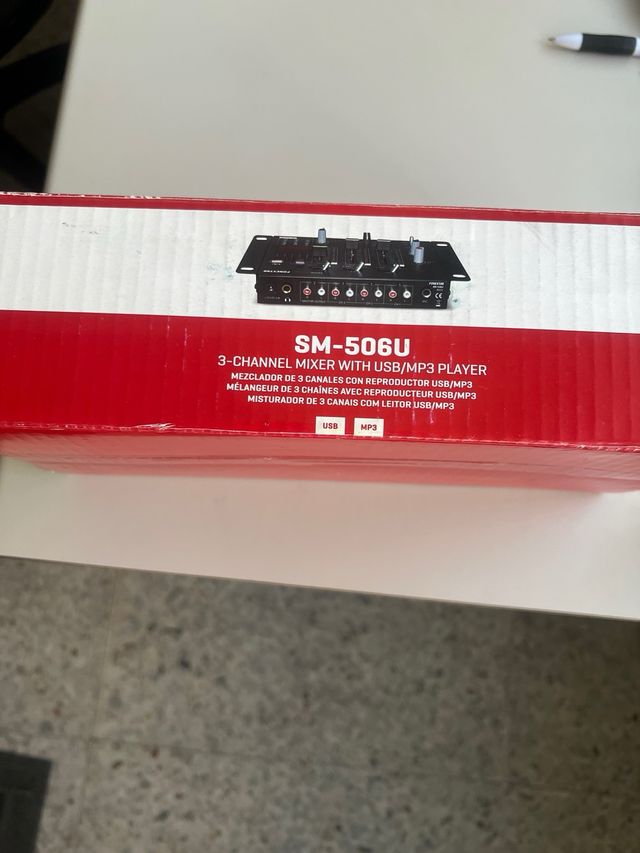 FONESTAR
SM-506U
3-CHANNEL MIXER WITH USB/MP3 PLAYER
MEZCLADOR DE 3 CANALES CON REPRODUCTOR USB/MP3
MÉLANGEUR DE 3 CHAÎNES AVEC REPRODUCTEUR USB/MP3
MISTURADOR DE 3 CANAIS COM LEITOR USB/MP3
USB MP3